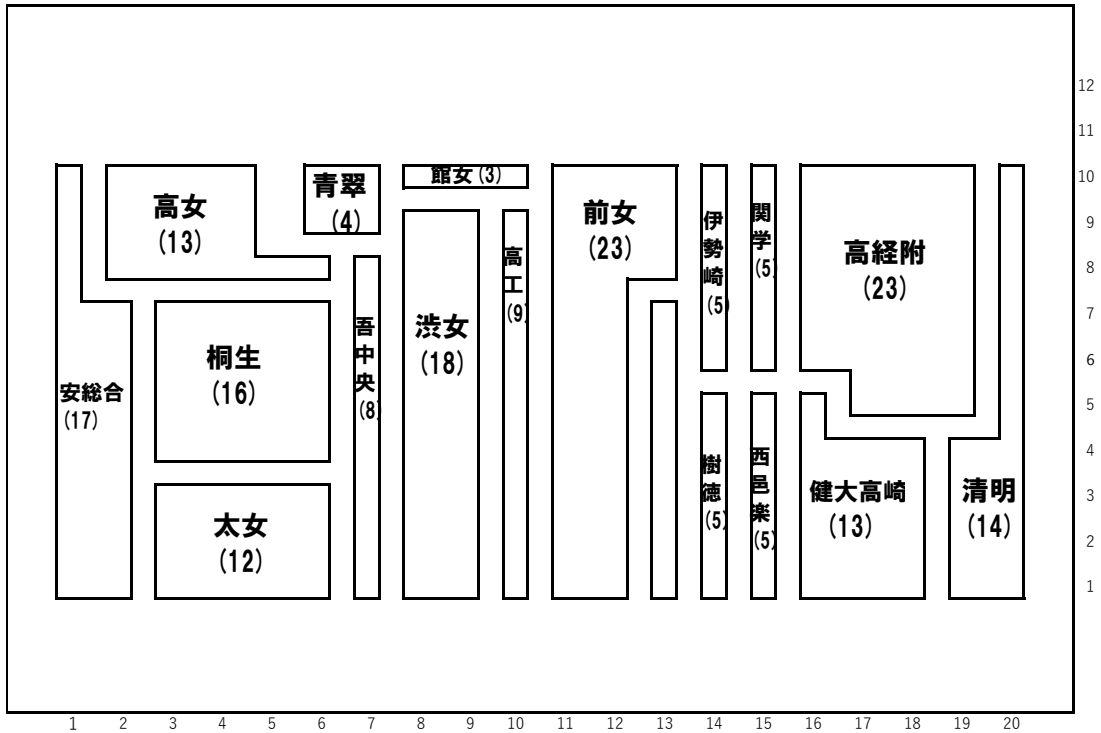 高女
(13)
青翠
(4)
館女(3)
前女
(23)
伊勢崎
(5)
関学
(5)
高経附
(23)
安総合
(17)
桐生
(16)
吾中央
(8)
渋女
(18)
高工
(9)
太女
(12)
樹徳
(5)
西邑楽
(5)
健大高崎
(13)
清明
(14)
12
11
10
9
8
7
6
5
4
3
2
1
1 2 3 4 5 6 7 8 9 10 11 12 13 14 15 16 17 18 19 20